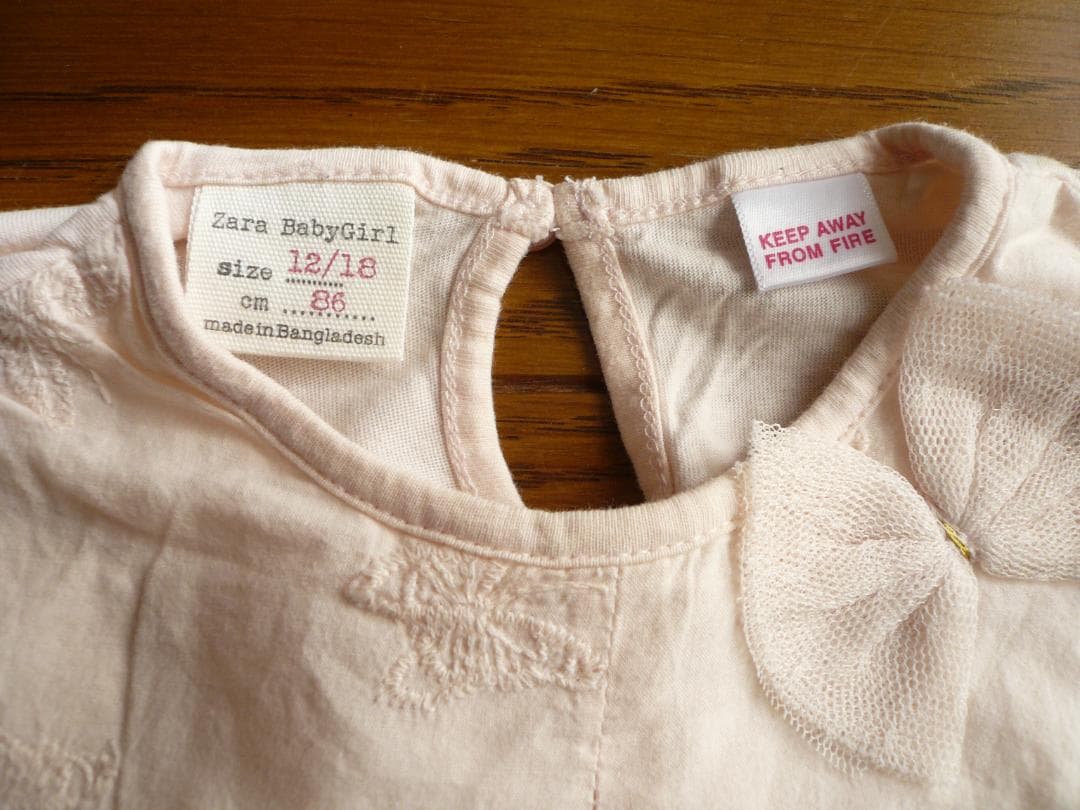 Zara BabyGirl
size 12/18
cm 86
madeinBangladesh
KEEP AWAY
FROM FIRE